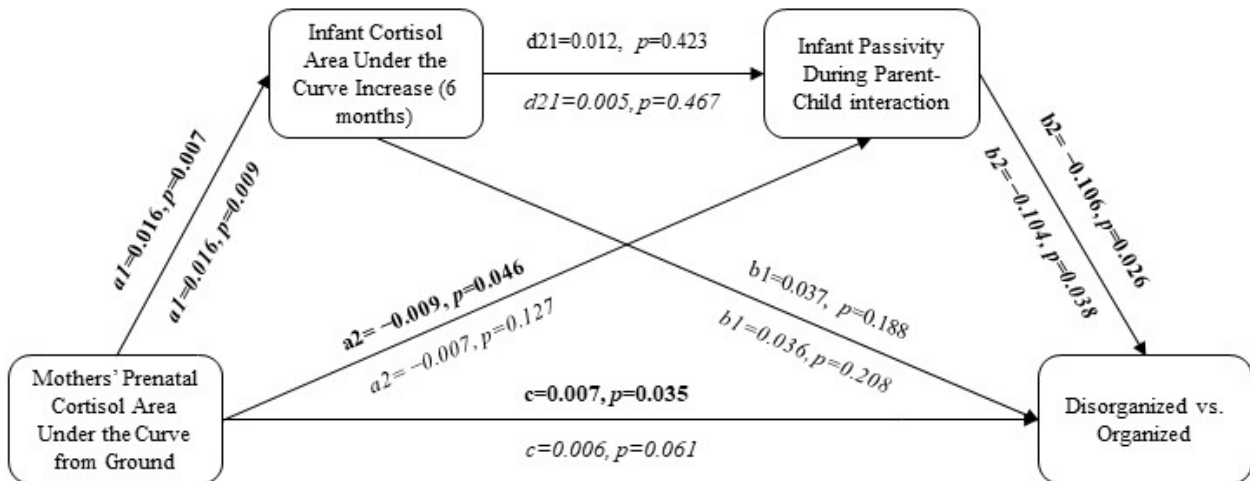 Infant Cortisol
Area Under the
Curve Increase (6
months)
d21=0.012, p=0.423
d21=0.005, p=0.467
Infant Passivity
During Parent-
Child interaction
a1=0.016, p=0.007
a1=0.016, p=0.009
b2= −0.106, p=0.026
b2= −0.104, p=0.038
a2= −0.009, p=0.046
a2= −0.007, p=0.127
b1=0.037, p=0.188
b1=0.036, p=0.208
Mothers’ Prenatal
Cortisol Area
Under the Curve
from Ground
c=0.007, p=0.035
c=0.006, p=0.061
Disorganized vs.
Organized